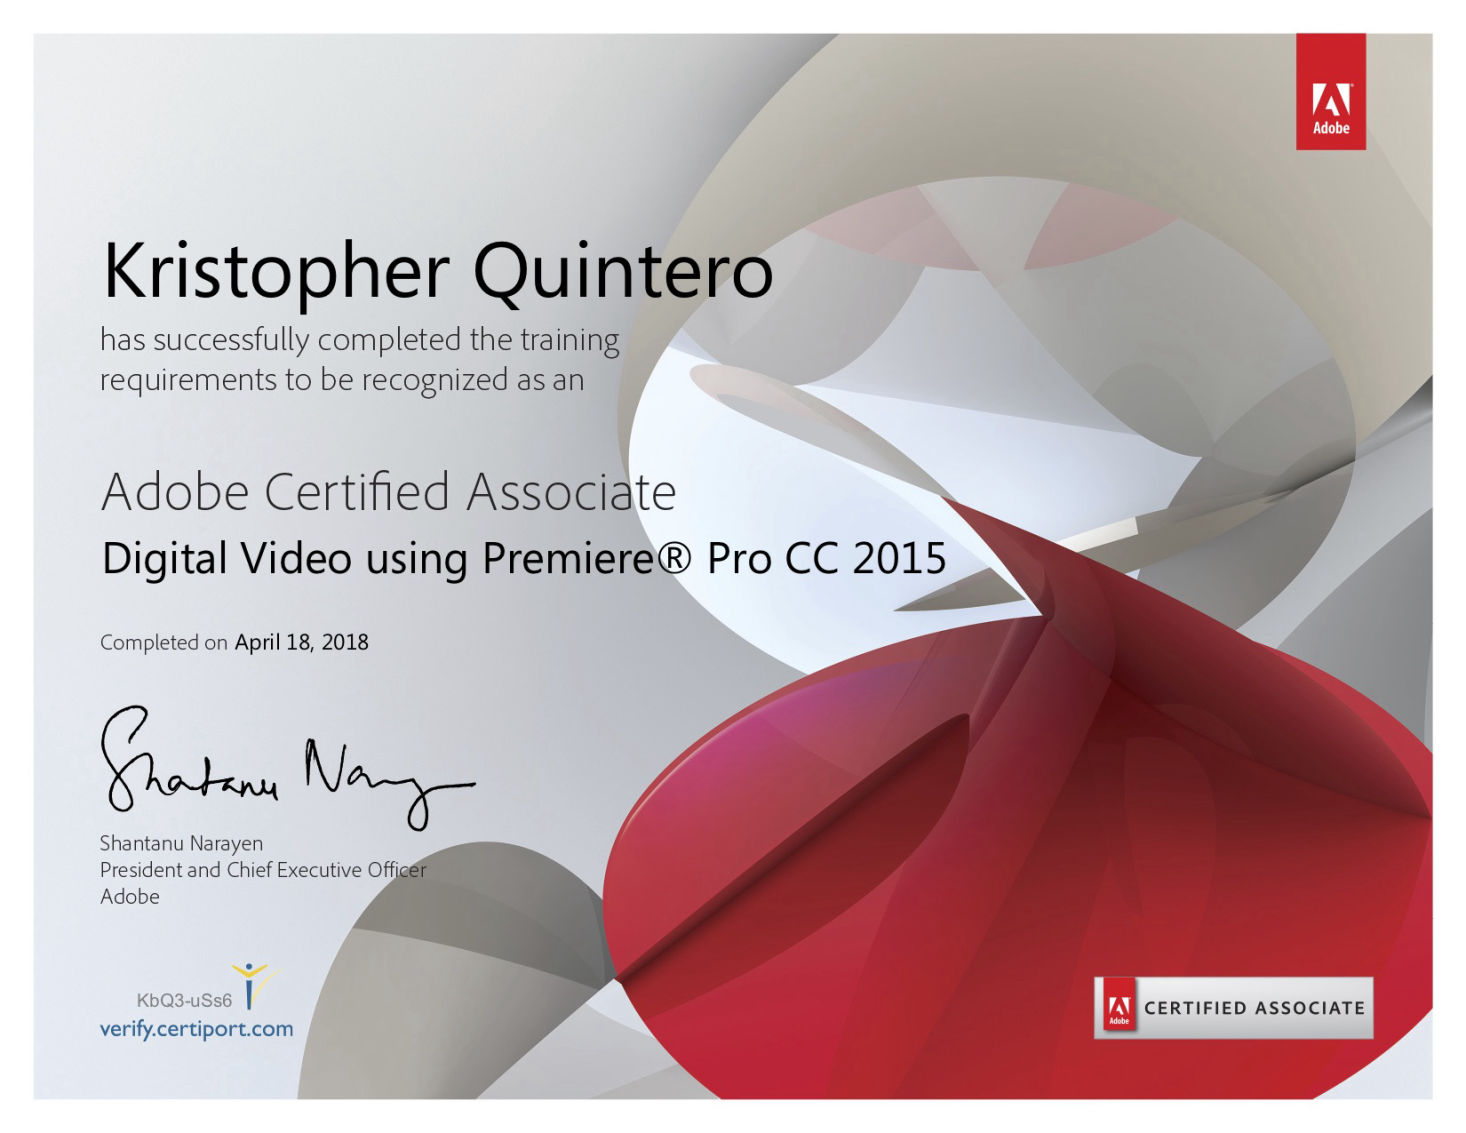 Adobe
Kristopher Quintero
has successfully completed the training
requirements to be recognized as an
Adobe Certified Associate
Digital Video using Premiere® Pro CC 2015
Completed on April 18, 2018
Shantanu Narayen
Shantanu Narayen
President and Chief Executive Officer
Adobe
KbQ3-uSs6
verify.certiport.com
Adobe
CERTIFIED ASSOCIATE